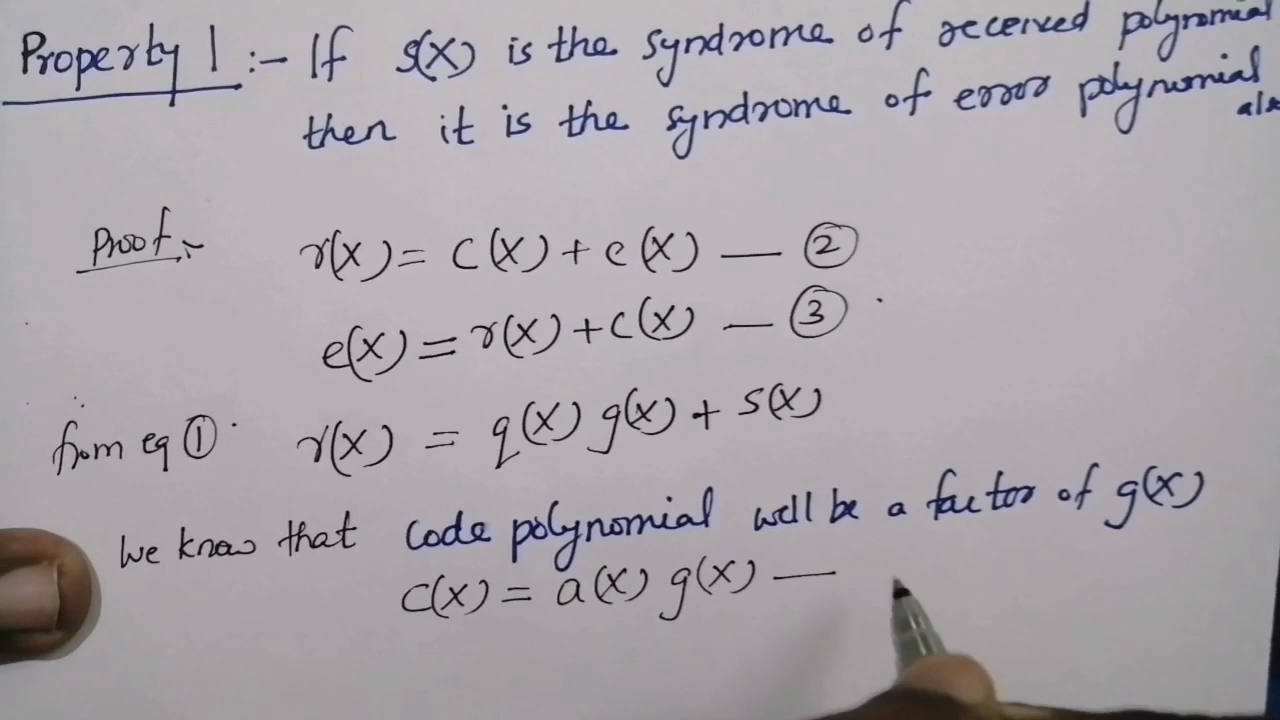 Property 1 :- If s(X) is the syndrome of received polynomial
then it is the syndrome of error polynomial
Proof:- r(X) = c(X) + e(X) — ②
e(X) = r(X) + c(X) — ③
from eq ① r(X) = q(X) g(X) + s(X)
We know that code polynomial will be a factor of g(X)
c(X) = a(X) g(X) —